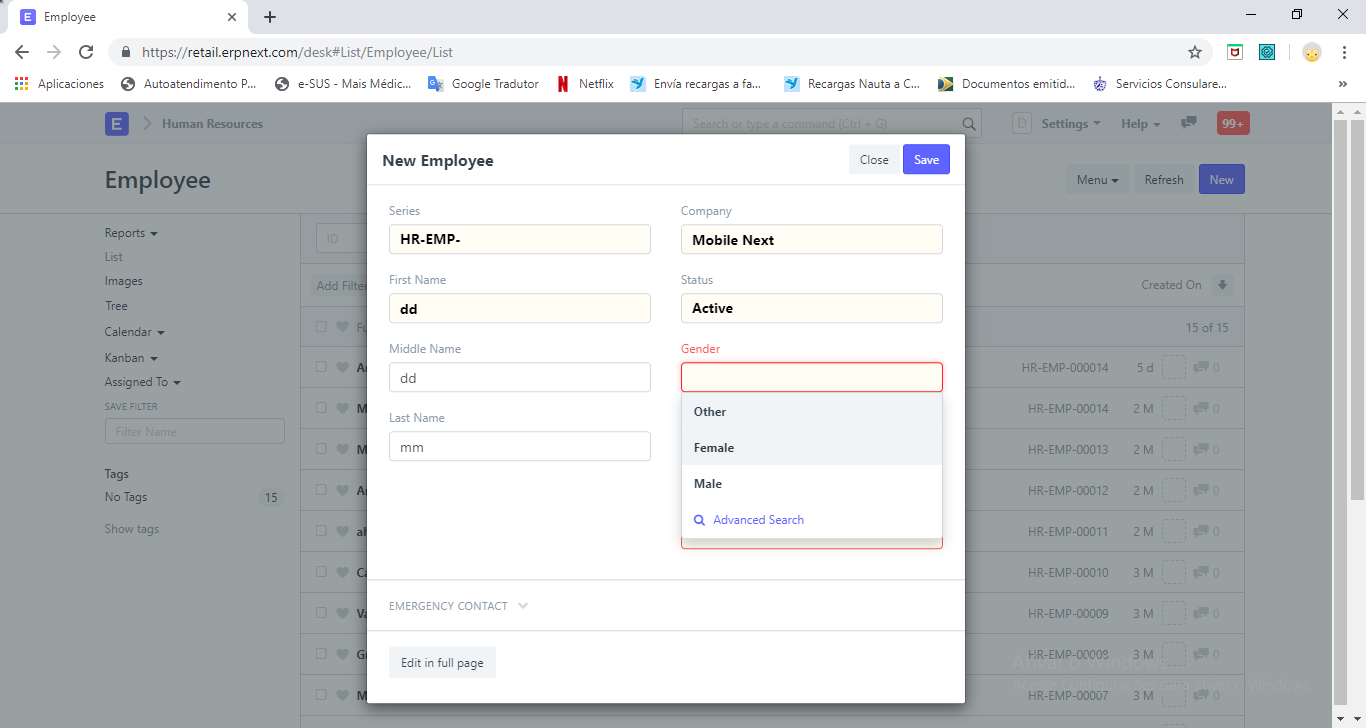 Employee
https://retail.erpnext.com/desk#List/Employee/List
Aplicaciones Autoatendimento P... e-SUS - Mais Médic... Google Tradutor Netflix Envía recargas a fa... Recargas Nauta a C... Documentos emitid... Servicios Consulare... »
E Human Resources Search or type a command (Ctrl + G) D Settings Help 99+
Employee Menu Refresh New
New Employee Close Save
Reports
List
Images
Tree
Calendar
Kanban
Assigned To
SAVE FILTER
Filter Name
Tags
No Tags 15
Show tags
ID
Add Filter
Created On
15 of 15
Series
HR-EMP-
First Name
dd
Middle Name
dd
Last Name
mm
Company
Mobile Next
Status
Active
Gender
Other
Female
Male
Advanced Search
EMERGENCY CONTACT
Edit in full page
HR-EMP-000014 5 d 0
HR-EMP-00014 2 M 0
HR-EMP-00013 2 M 0
HR-EMP-00012 2 M 0
HR-EMP-00011 2 M 0
HR-EMP-00010 3 M 0
HR-EMP-00009 3 M 0
HR-EMP-00008 3 M 0
HR-EMP-00007 3 M 0
Ativar o Windows
Acesse Configurações para ativar o Windows.